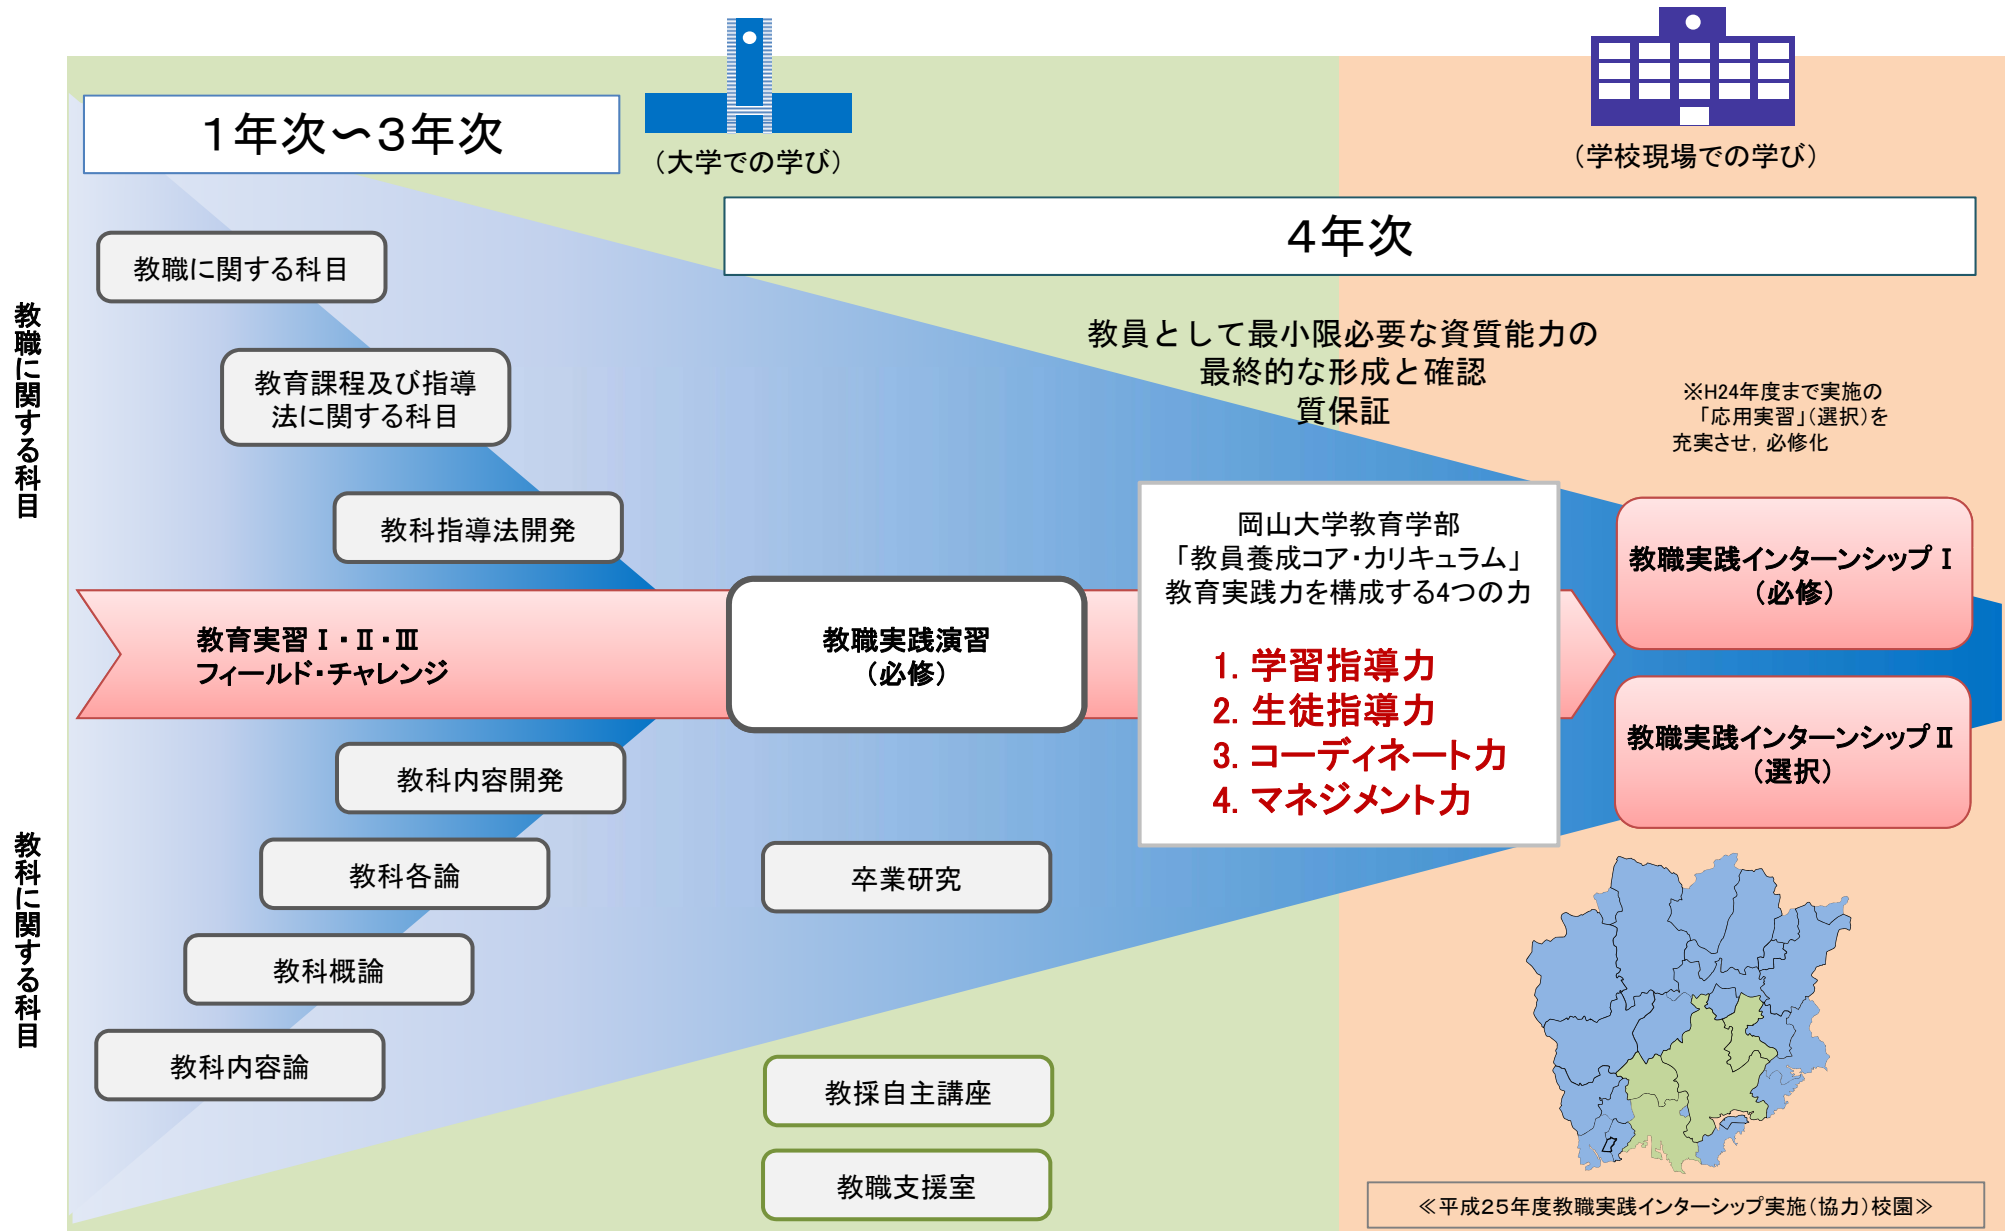 1年次～3年次
（大学での学び）
（学校現場での学び）
4年次
教職に関する科目
教科に関する科目
教職に関する科目
教育課程及び指導
法に関する科目
教科指導法開発
教員として最小限必要な資質能力の
最終的な形成と確認
質保証
※H24年度まで実施の
「応用実習」（選択）を
充実させ，必修化
教育実習Ⅰ・Ⅱ・Ⅲ
フィールド・チャレンジ
教職実践演習
（必修）
岡山大学教育学部
「教員養成コア・カリキュラム」
教育実践力を構成する4つの力
1. 学習指導力
2. 生徒指導力
3. コーディネート力
4. マネジメント力
教職実践インターンシップⅠ
（必修）
教職実践インターンシップⅡ
（選択）
教科内容開発
教科各論
教科概論
教科内容論
卒業研究
教採自主講座
教職支援室
≪平成25年度教職実践インターシップ実施（協力）校園≫